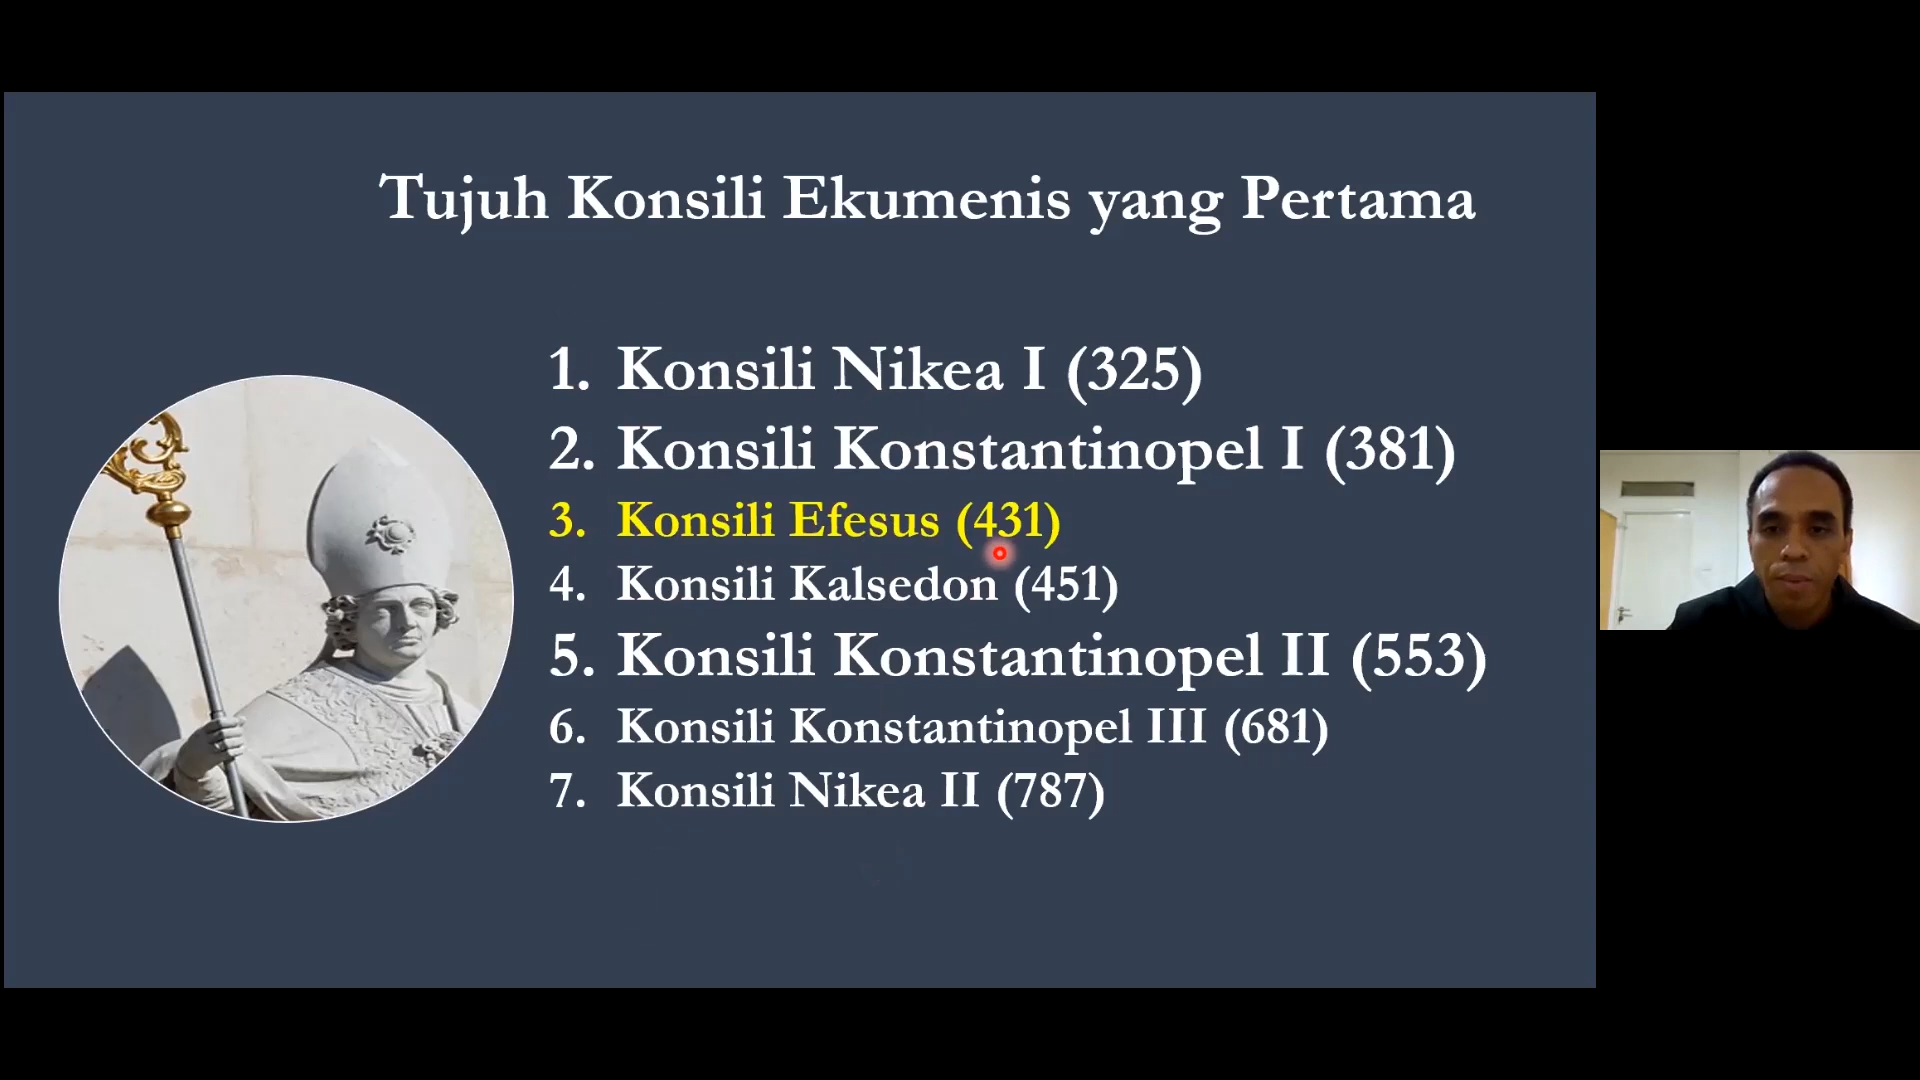 Tujuh Konsili Ekumenis yang Pertama
1. Konsili Nikea I (325)
2. Konsili Konstantinopel I (381)
3. Konsili Efesus (431)
4. Konsili Kalsedon (451)
5. Konsili Konstantinopel II (553)
6. Konsili Konstantinopel III (681)
7. Konsili Nikea II (787)